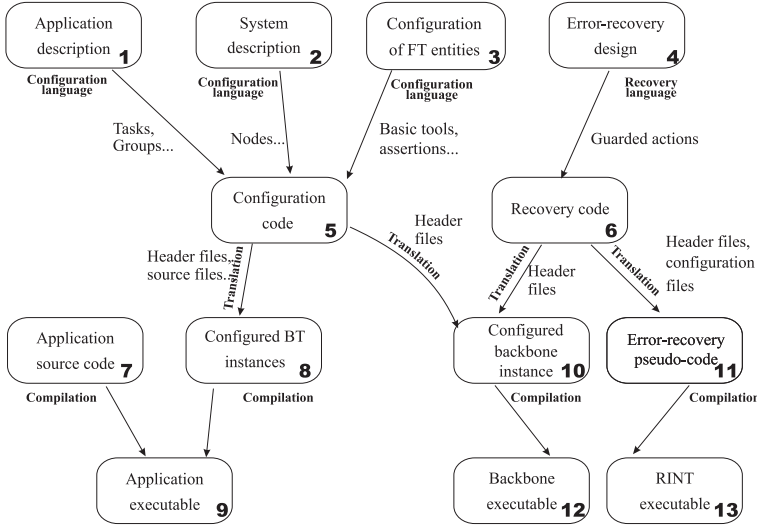 Application
description 1
System
description 2
Configuration
of FT entities 3
Error-recovery
design 4
Configuration
language
Configuration
language
Configuration
language
Recovery
language
Tasks,
Groups...
Nodes...
Basic tools,
assertions...
Guarded actions
Configuration
code 5
Recovery code
6
Header files,
source files...
Translation
Header
files
Translation
Translation
Header
files
Translation
Header files,
configuration
files
Application
source code 7
Configured BT
instances 8
Configured
backbone
instance 10
Error-recovery
pseudo-code
11
Compilation
Compilation
Compilation
Compilation
Application
executable 9
Backbone
executable 12
RINT
executable 13